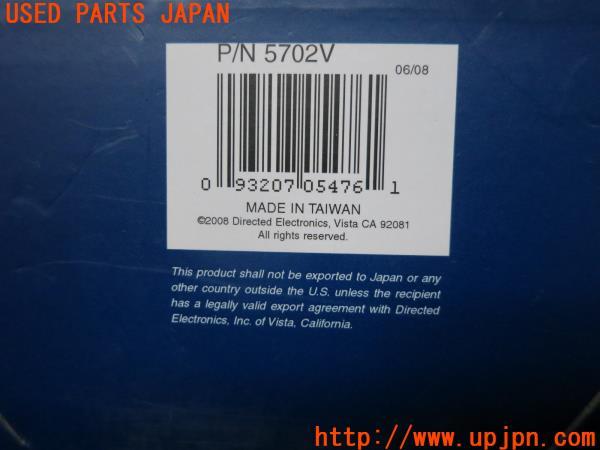 USED PARTS JAPAN
P/N 5702V
06/08
0 93207 05476 1
MADE IN TAIWAN
©2008 Directed Electronics, Vista CA 92081
All rights reserved.
This product shall not be exported to Japan or any
other country outside the U.S. unless the recipient
has a legally valid export agreement with Directed
Electronics, Inc. of Vista, California.
http://
www.upjpn.com